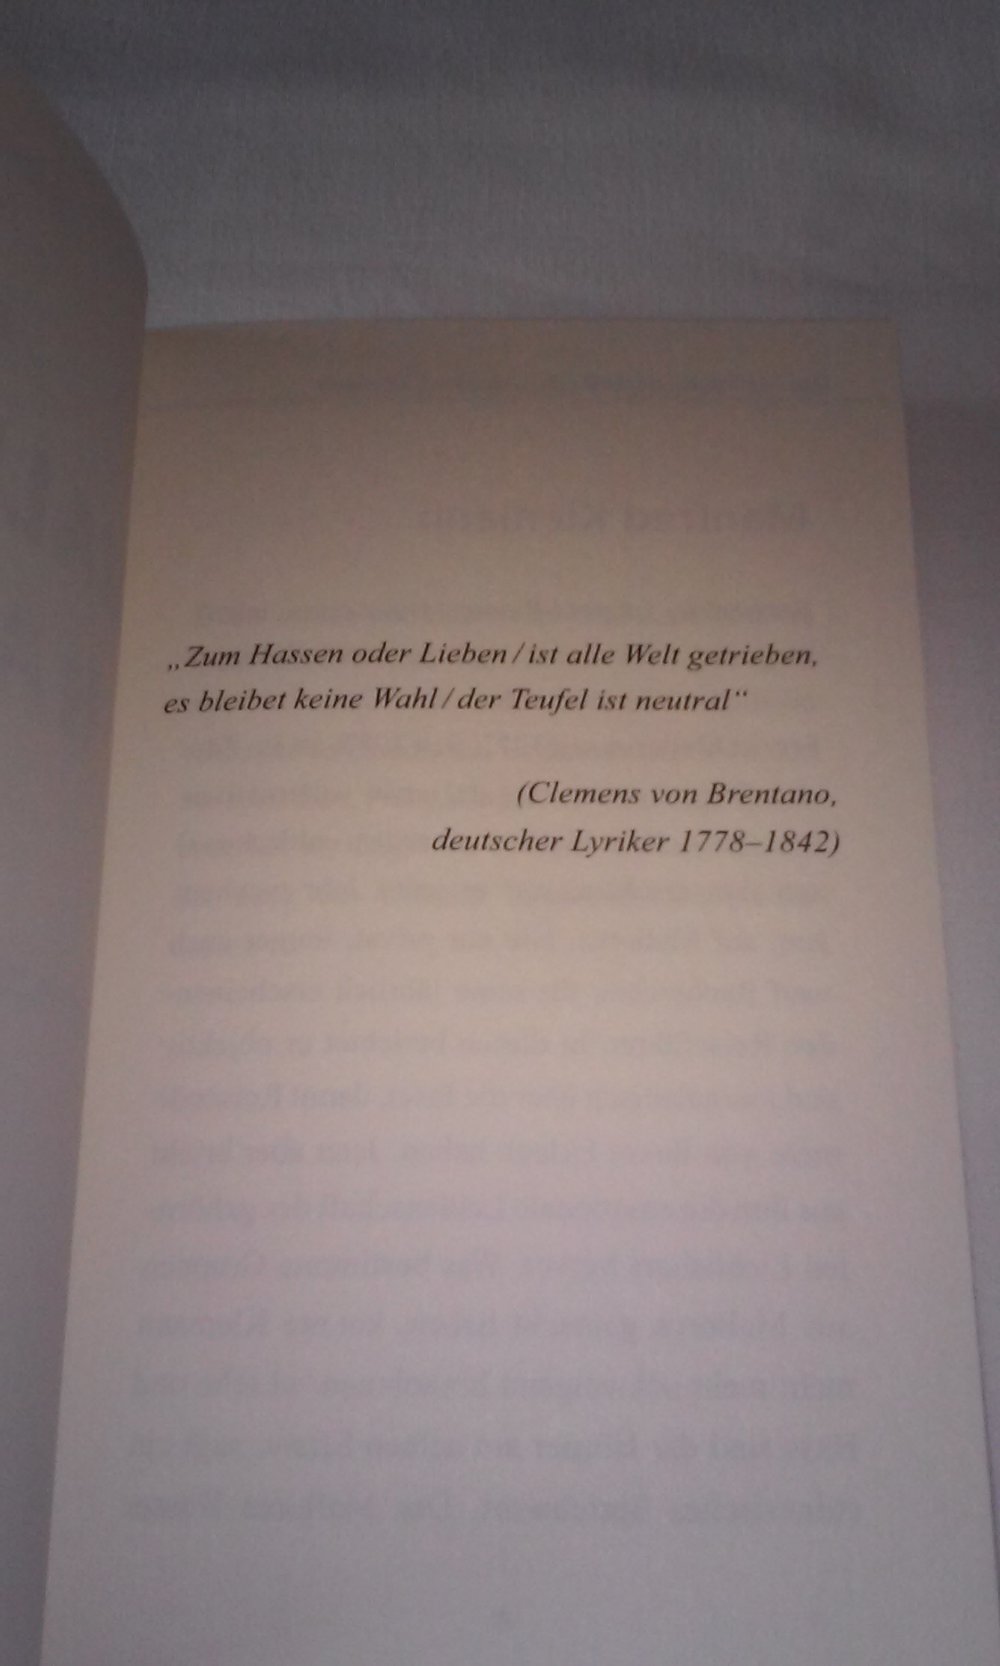 „Zum Hassen oder Lieben / ist alle Welt getrieben,
es bleibet keine Wahl / der Teufel ist neutral“
(Clemens von Brentano,
deutscher Lyriker 1778–1842)